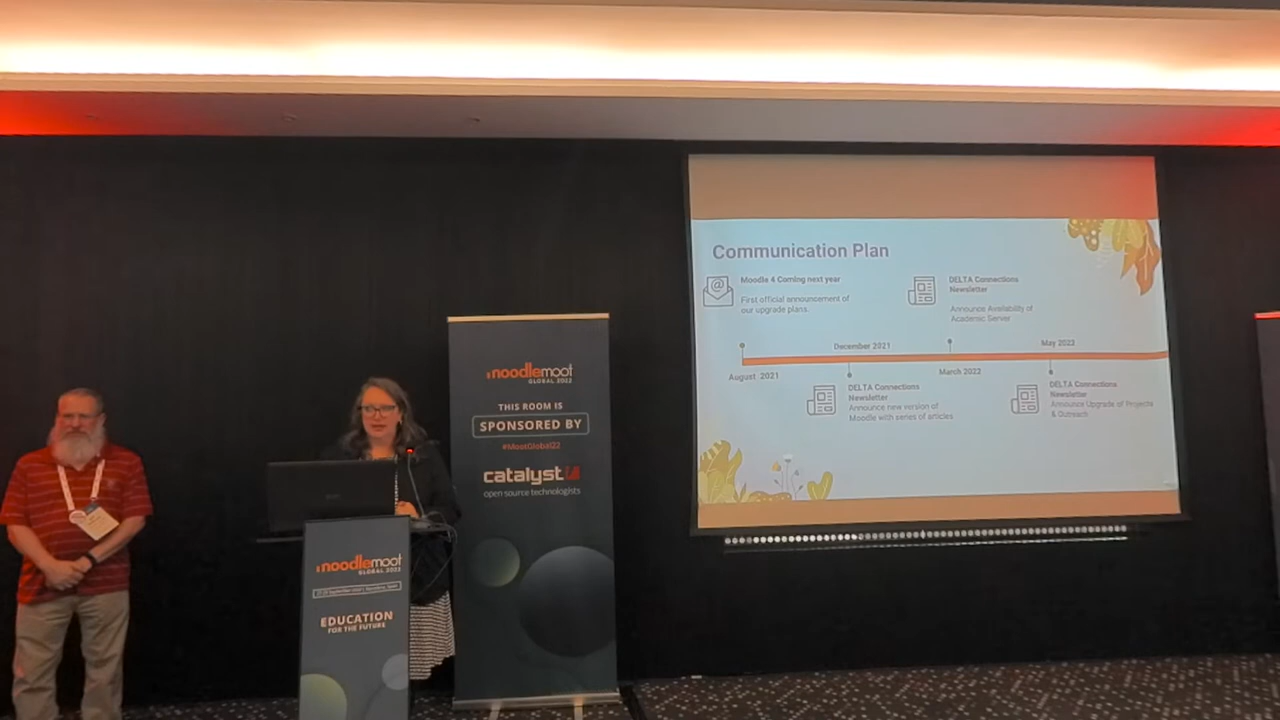 Communication Plan
Moodle 4 Coming next year
First official announcement of
our upgrade plans.
DELTA Connections
Newsletter
Announce Availability of
Academic Server
December 2021
May 2022
August 2021
March 2022
DELTA Connections
Newsletter
Announce new version of
Moodle with series of articles
DELTA Connections
Newsletter
Announce Upgrade of Projects
& Outreach
moodlemoot
GLOBAL 2022
THIS ROOM IS
SPONSORED BY
#MootGlobal22
catalyst
open source technologists
moodlemoot
GLOBAL 2022
EDUCATION
FOR THE FUTURE